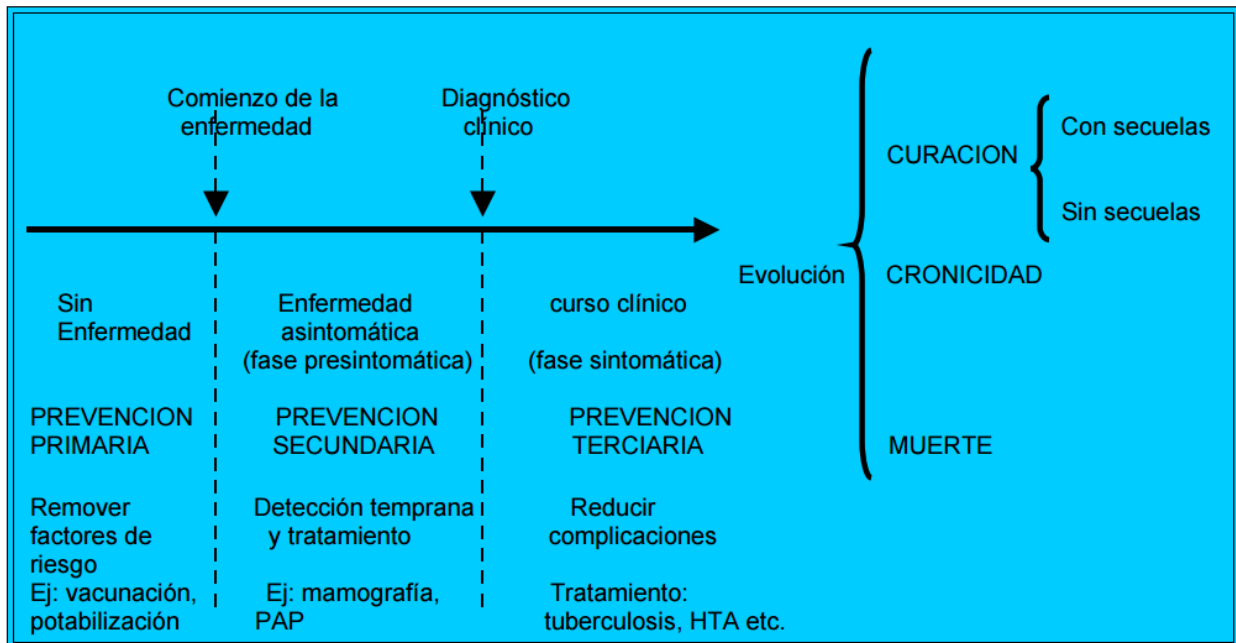 Comienzo de la
enfermedad
Diagnóstico
clínico
Con secuelas
CURACION
Sin secuelas
Evolución
CRONICIDAD
MUERTE
Sin
Enfermedad
PREVENCION
PRIMARIA
Remover
factores de
riesgo
Ej: vacunación,
potabilización
Enfermedad
asintomática
(fase presintomática)
PREVENCION
SECUNDARIA
Detección temprana
y tratamiento
Ej: mamografía,
PAP
curso clínico
(fase sintomática)
PREVENCION
TERCIARIA
Reducir
complicaciones
Tratamiento:
tuberculosis, HTA etc.